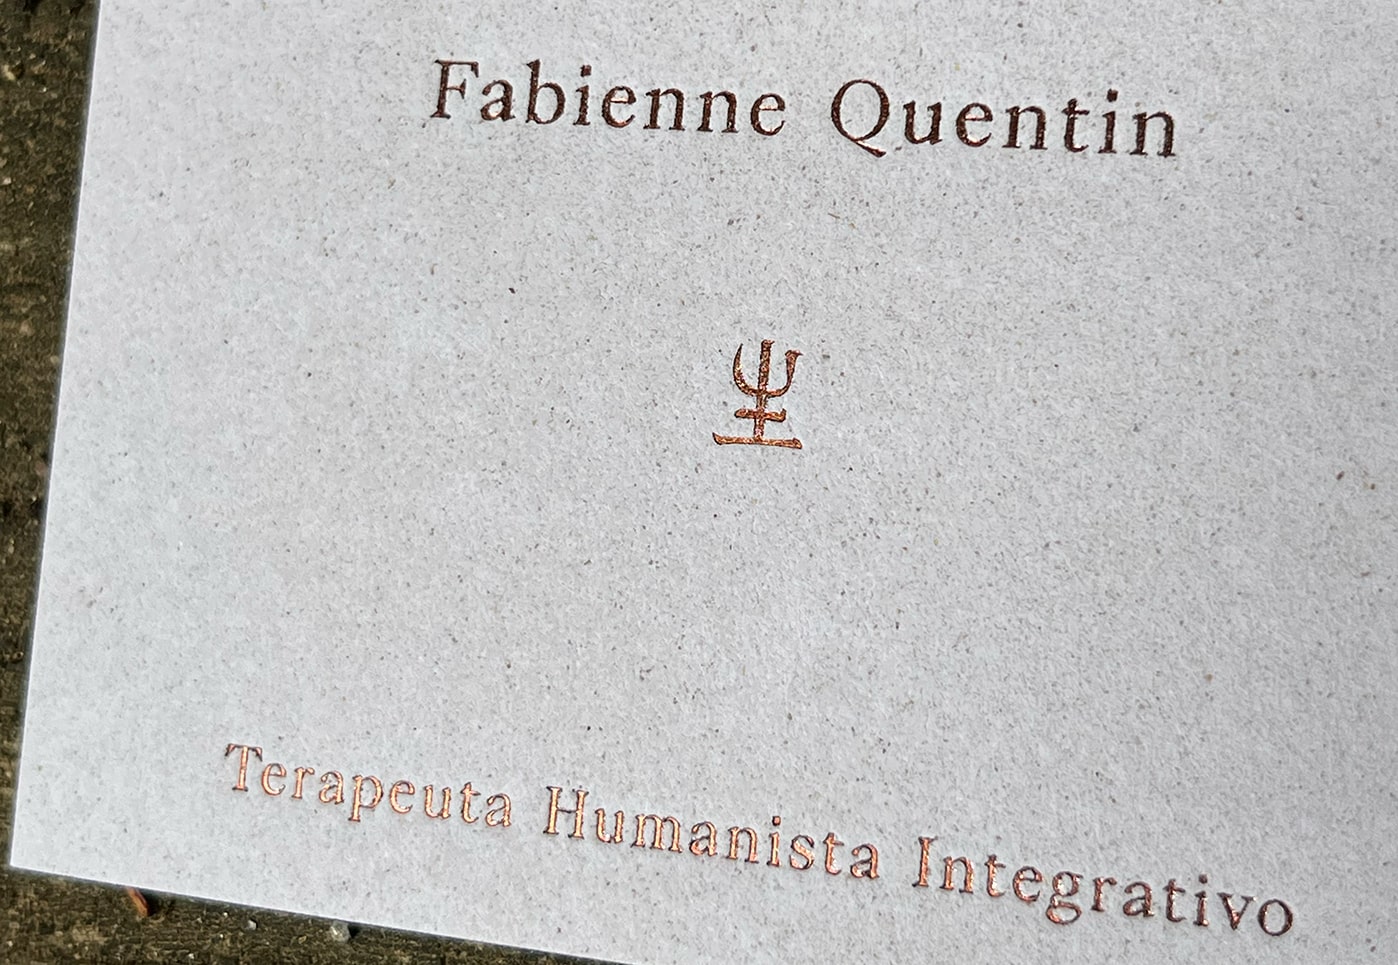 Fabienne Quentin
Terapeuta Humanista Integrativo